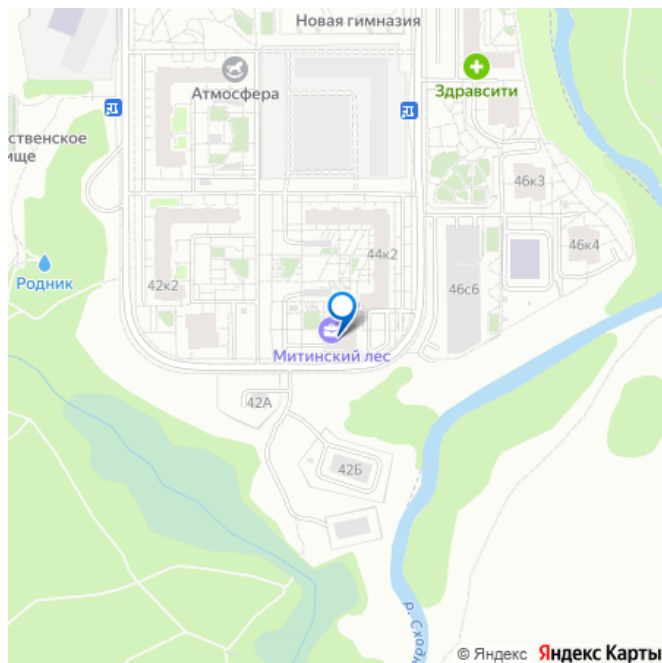 Новая гимназия
Атмосфера
Здравсити
ственское
ище
46к3
44к2
46к4
Родник
42к2
46с6
Митинский лес
42А
42Б
р. Сходн
© Яндекс Яндекс Карты